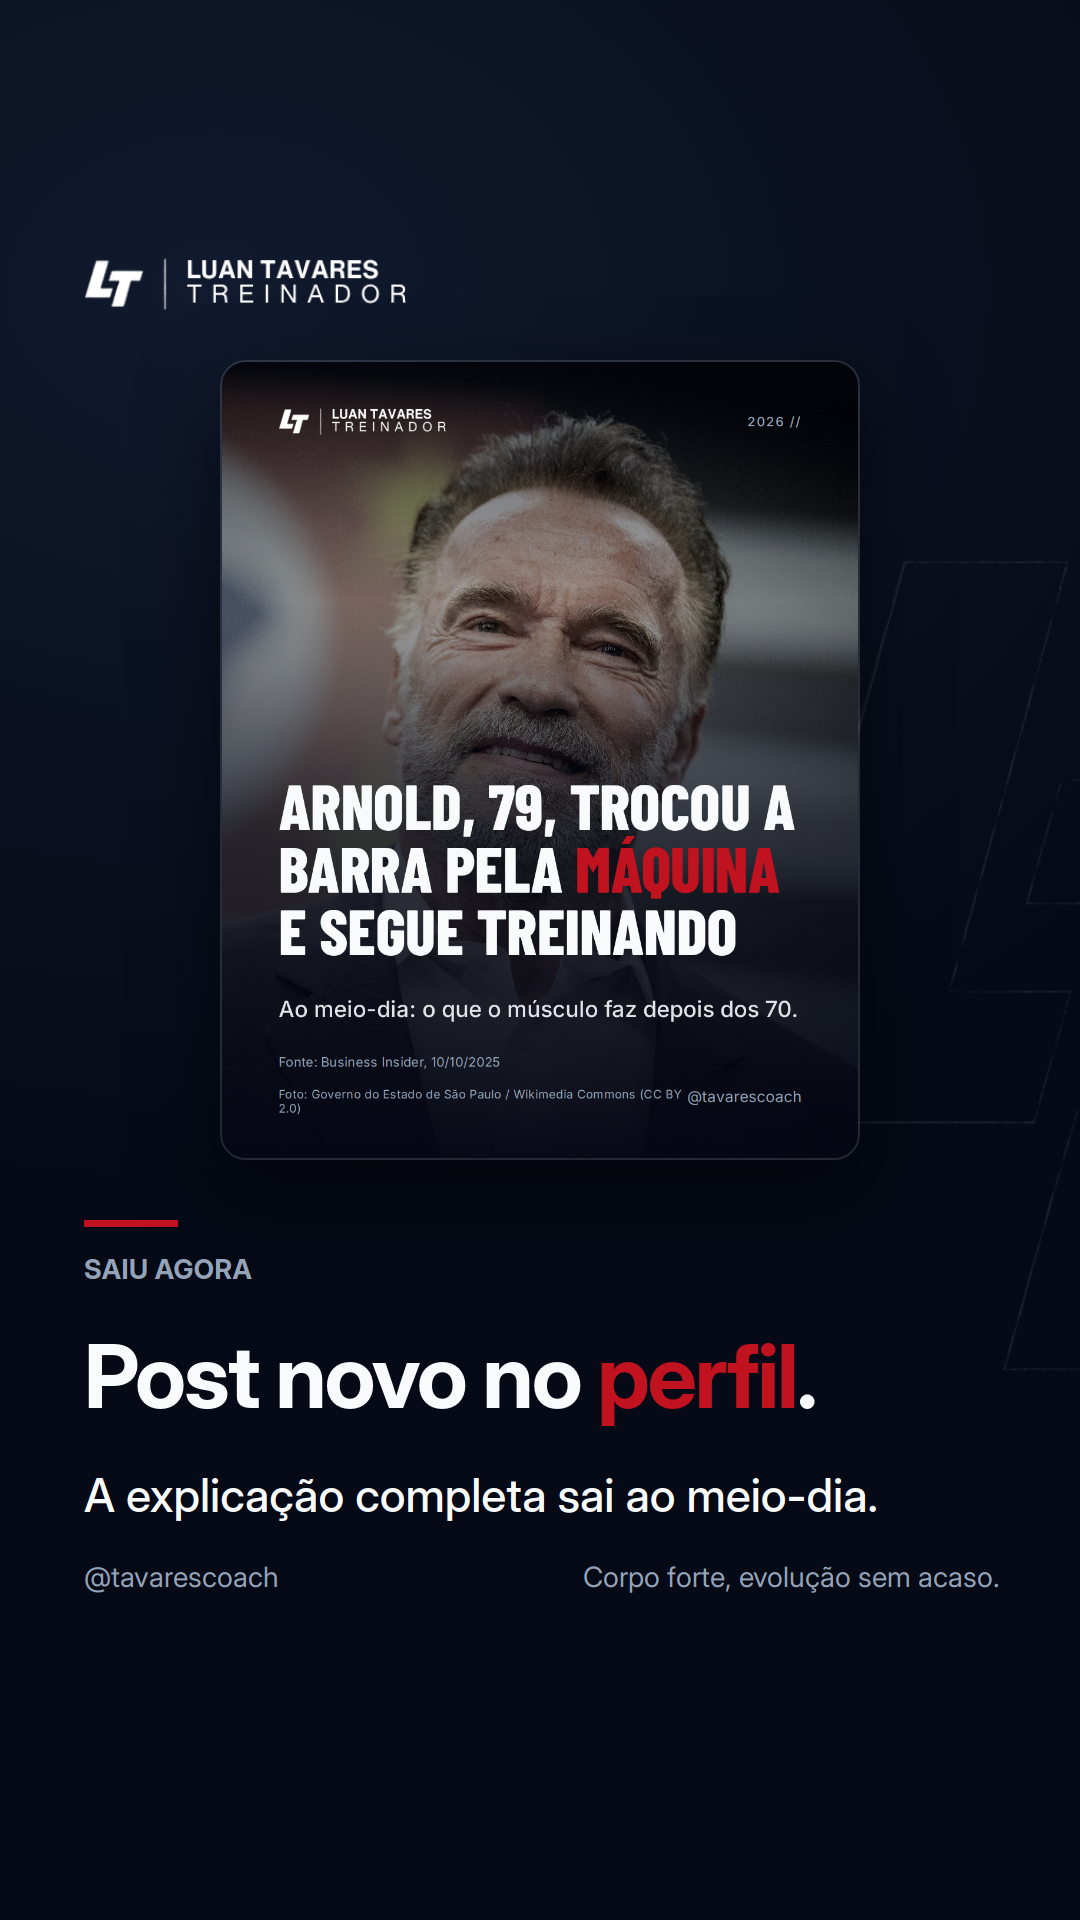 LT
LUAN TAVARES
TREINADOR
LT
LUAN TAVARES
TREINADOR
2026 //
ARNOLD, 79, TROCOU A
BARRA PELA MÁQUINA
E SEGUE TREINANDO
Ao meio-dia: o que o músculo faz depois dos 70.
Fonte: Business Insider, 10/10/2025
Foto: Governo do Estado de São Paulo / Wikimedia Commons (CC BY
2.0)
@tavarescoach
SAIU AGORA
Post novo no perfil.
A explicação completa sai ao meio-dia.
@tavarescoach
Corpo forte, evolução sem acaso.